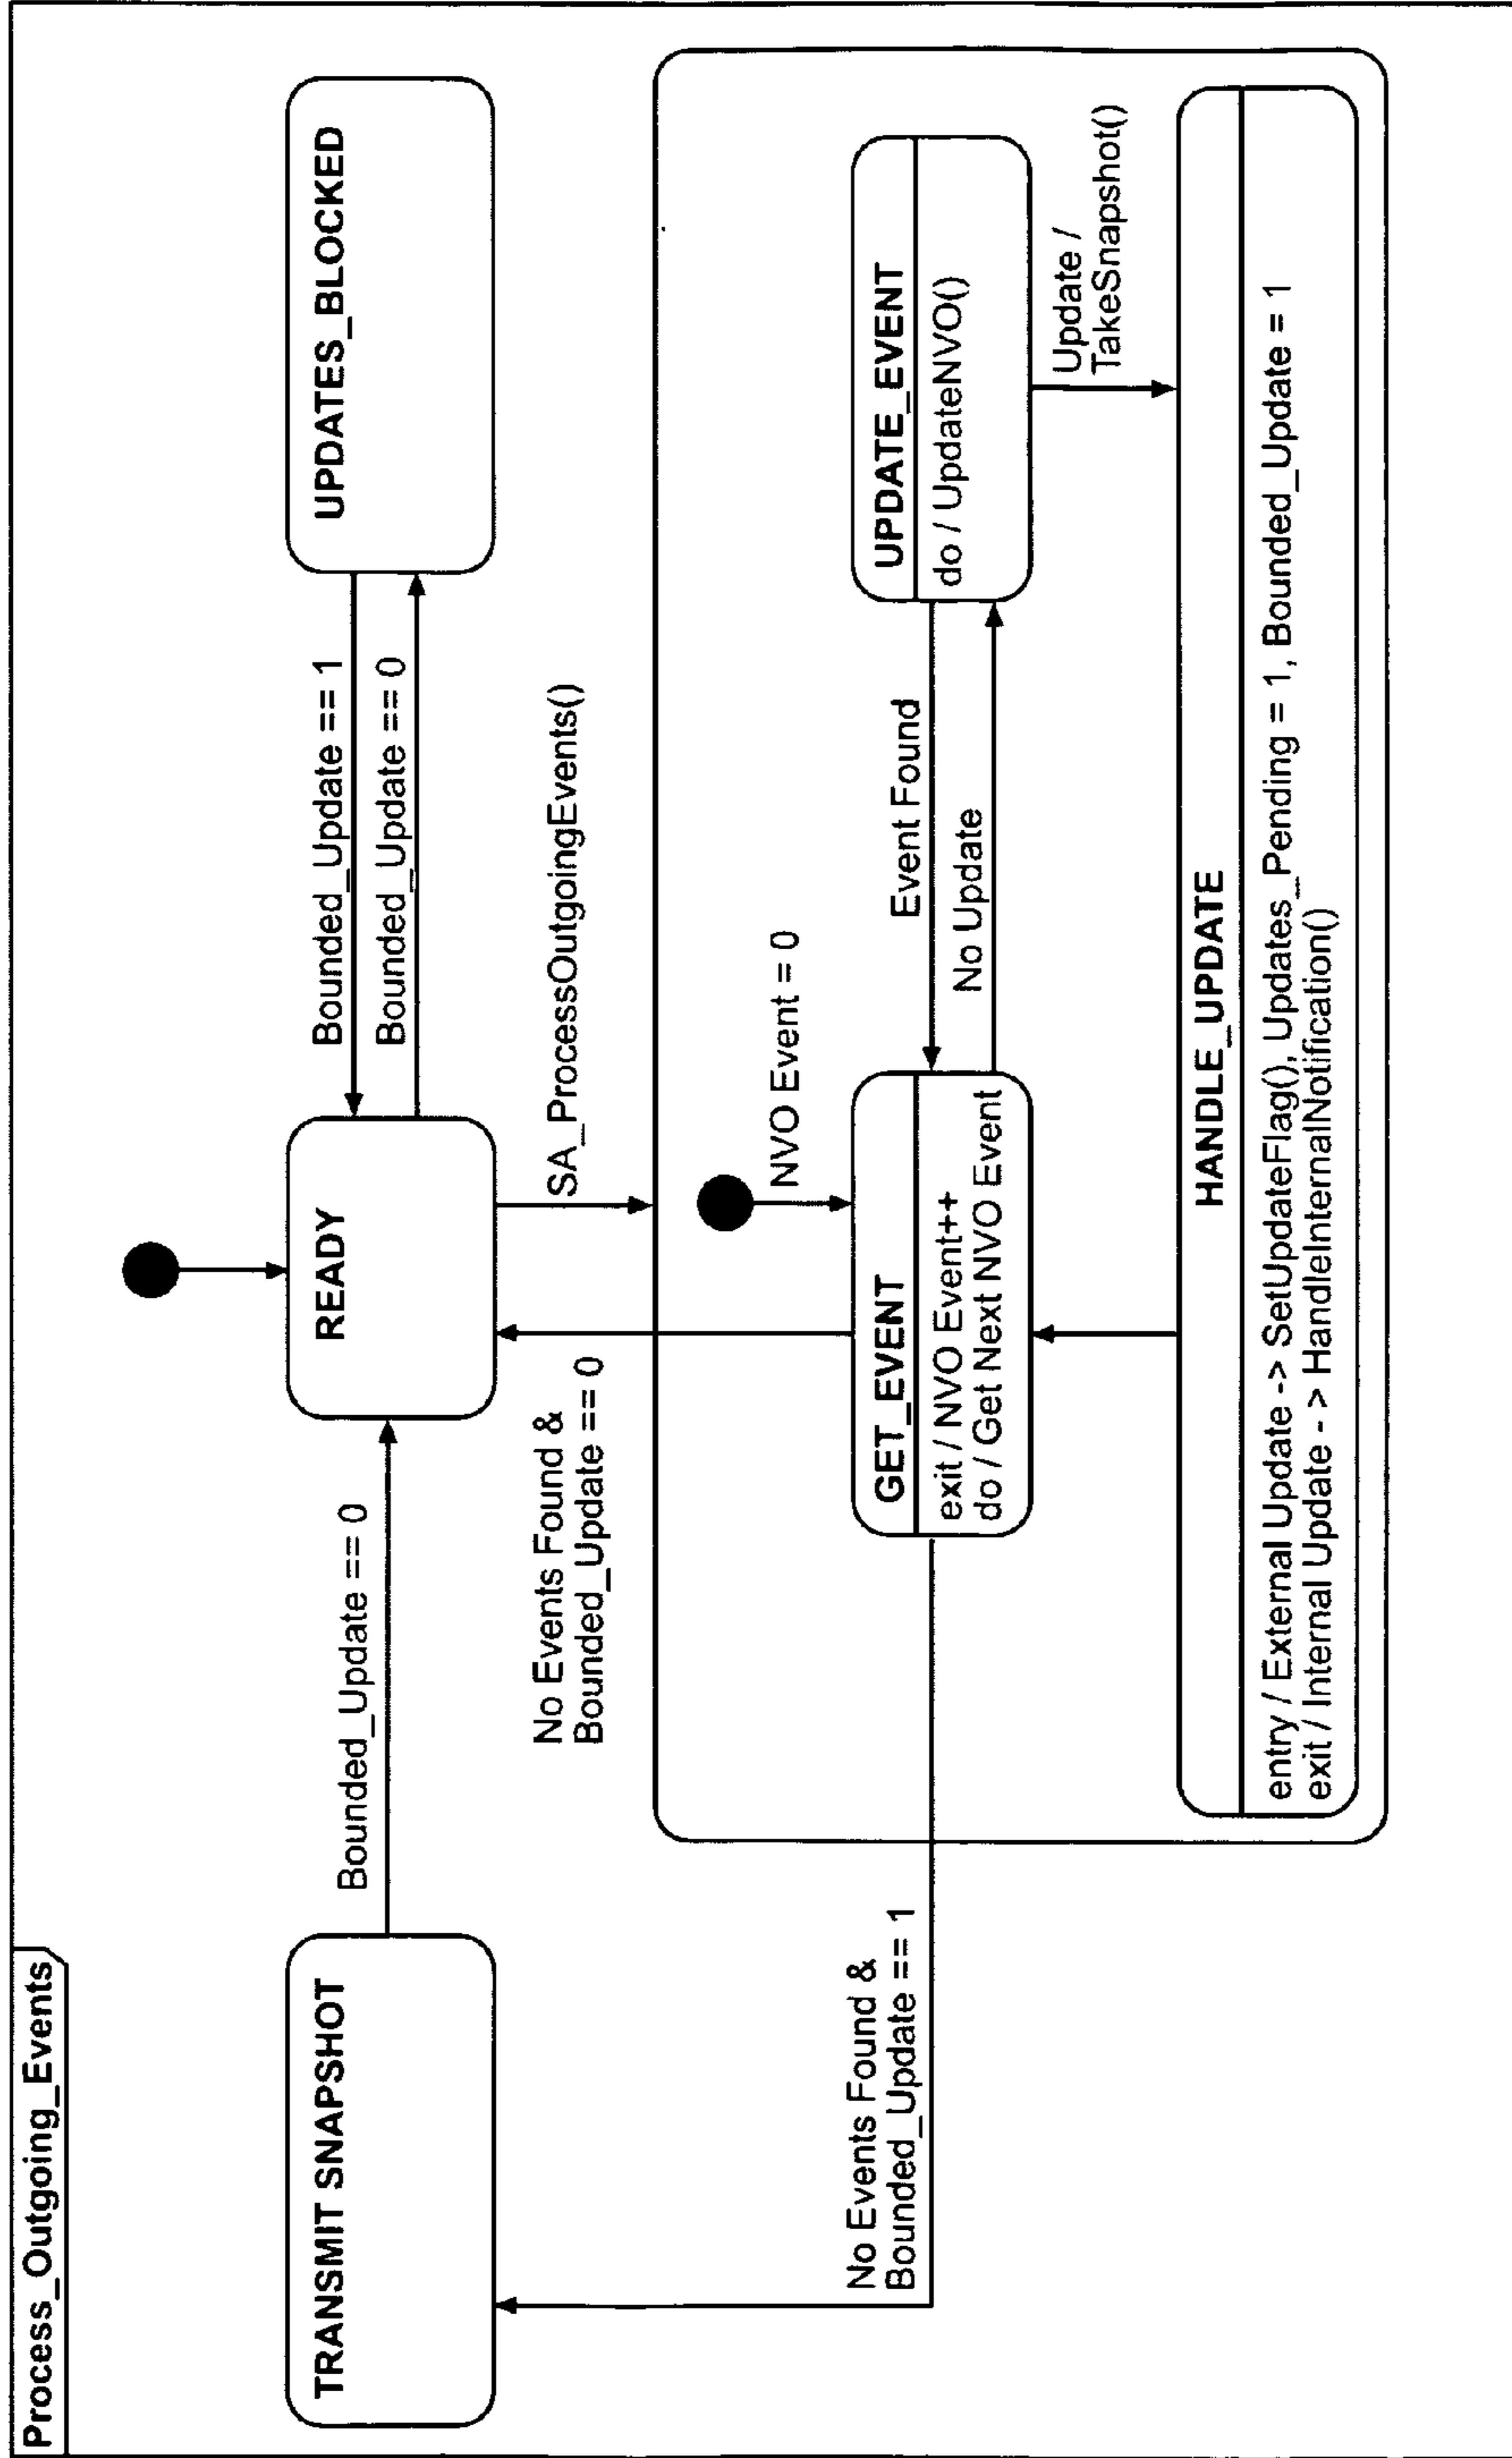 Process_Outgoing_Events
TRANSMIT SNAPSHOT
Bounded_Update == 0
READY
Bounded_Update == 1
Bounded_Update == 0
UPDATES_BLOCKED
No Events Found &
Bounded_Update == 0
SA_ProcessOutgoingEvents()
NVO Event = 0
No Events Found &
Bounded_Update == 1
GET_EVENT
exit / NVO Event++
do / Get Next NVO Event
Event Found
No Update
UPDATE_EVENT
do / UpdateNVO()
Update /
TakeSnapshot()
HANDLE_UPDATE
entry / External Update -> SetUpdateFlag(), Updates_Pending = 1, Bounded_Update = 1
exit / Internal Update - > HandleInternalNotification()